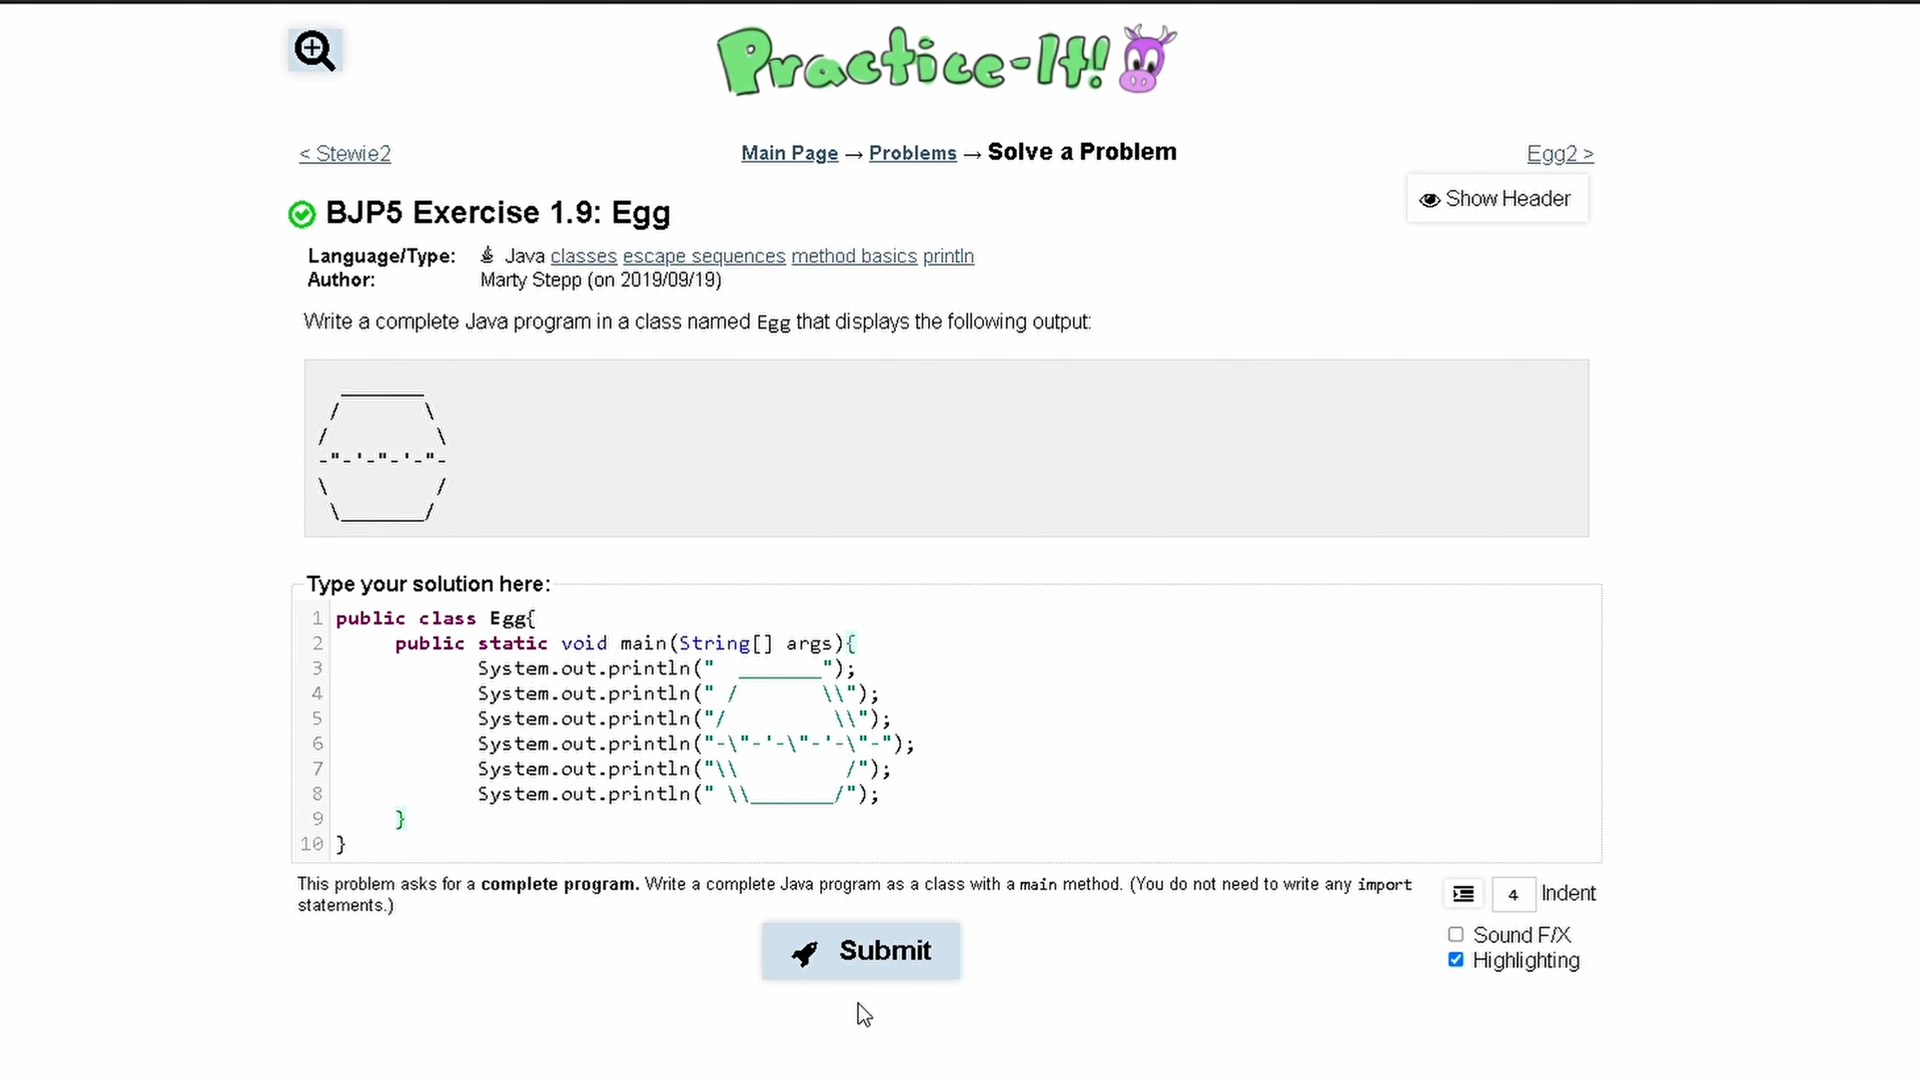 Practice-It!
< Stewie2
Main Page → Problems → Solve a Problem
Egg2 >
Show Header
BJP5 Exercise 1.9: Egg
Language/Type: Java classes escape sequences method basics println
Author: Marty Stepp (on 2019/09/19)
Write a complete Java program in a class named Egg that displays the following output:
  _______
 /       \
/         \
-"-'-"-'-"-
\         /
 \_______/
Type your solution here:
1 public class Egg{
2     public static void main(String[] args){
3            System.out.println("  _______");
4            System.out.println(" /       \\");
5            System.out.println("/         \\");
6            System.out.println("-\"-'-\"-'-\"-");
7            System.out.println("\\         /");
8            System.out.println(" \\_______/");
9     }
10 }
This problem asks for a complete program. Write a complete Java program as a class with a main method. (You do not need to write any import
statements.)
4 Indent
Sound F/X
Highlighting
Submit